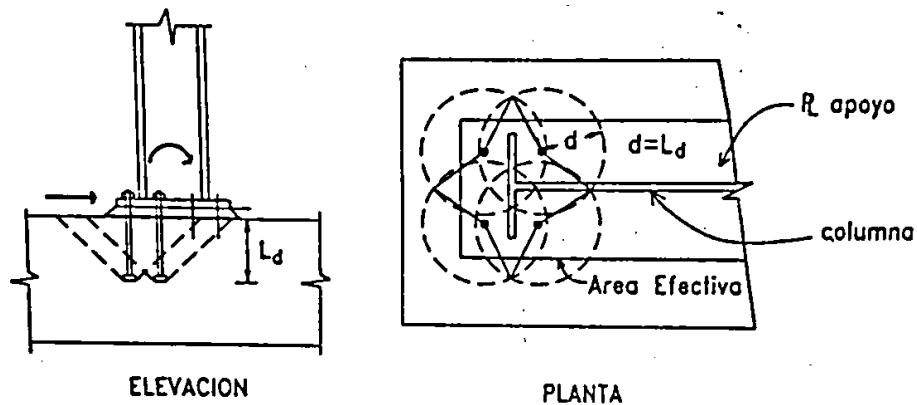 L_d
ELEVACION
d
d=L_d
PL apoyo
columna
Area Efectiva
PLANTA